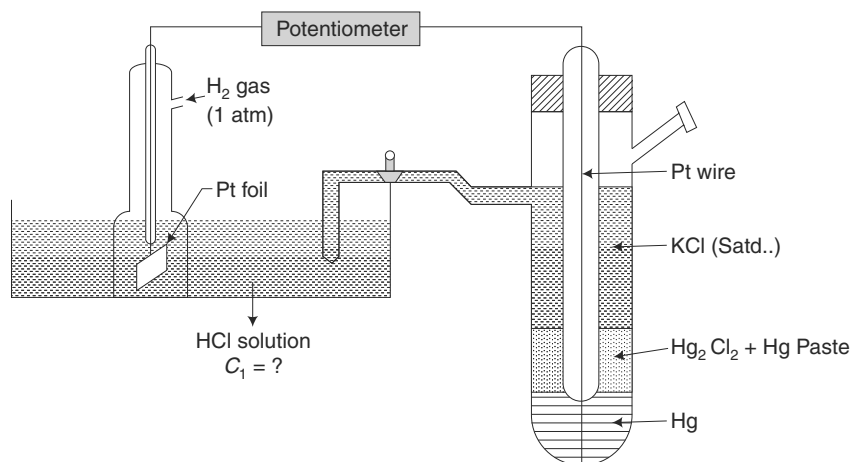 Potentiometer
H₂ gas
(1 atm)
Pt foil
Pt wire
KCl (Satd..)
HCl solution
C₁ = ?
Hg₂ Cl₂ + Hg Paste
Hg